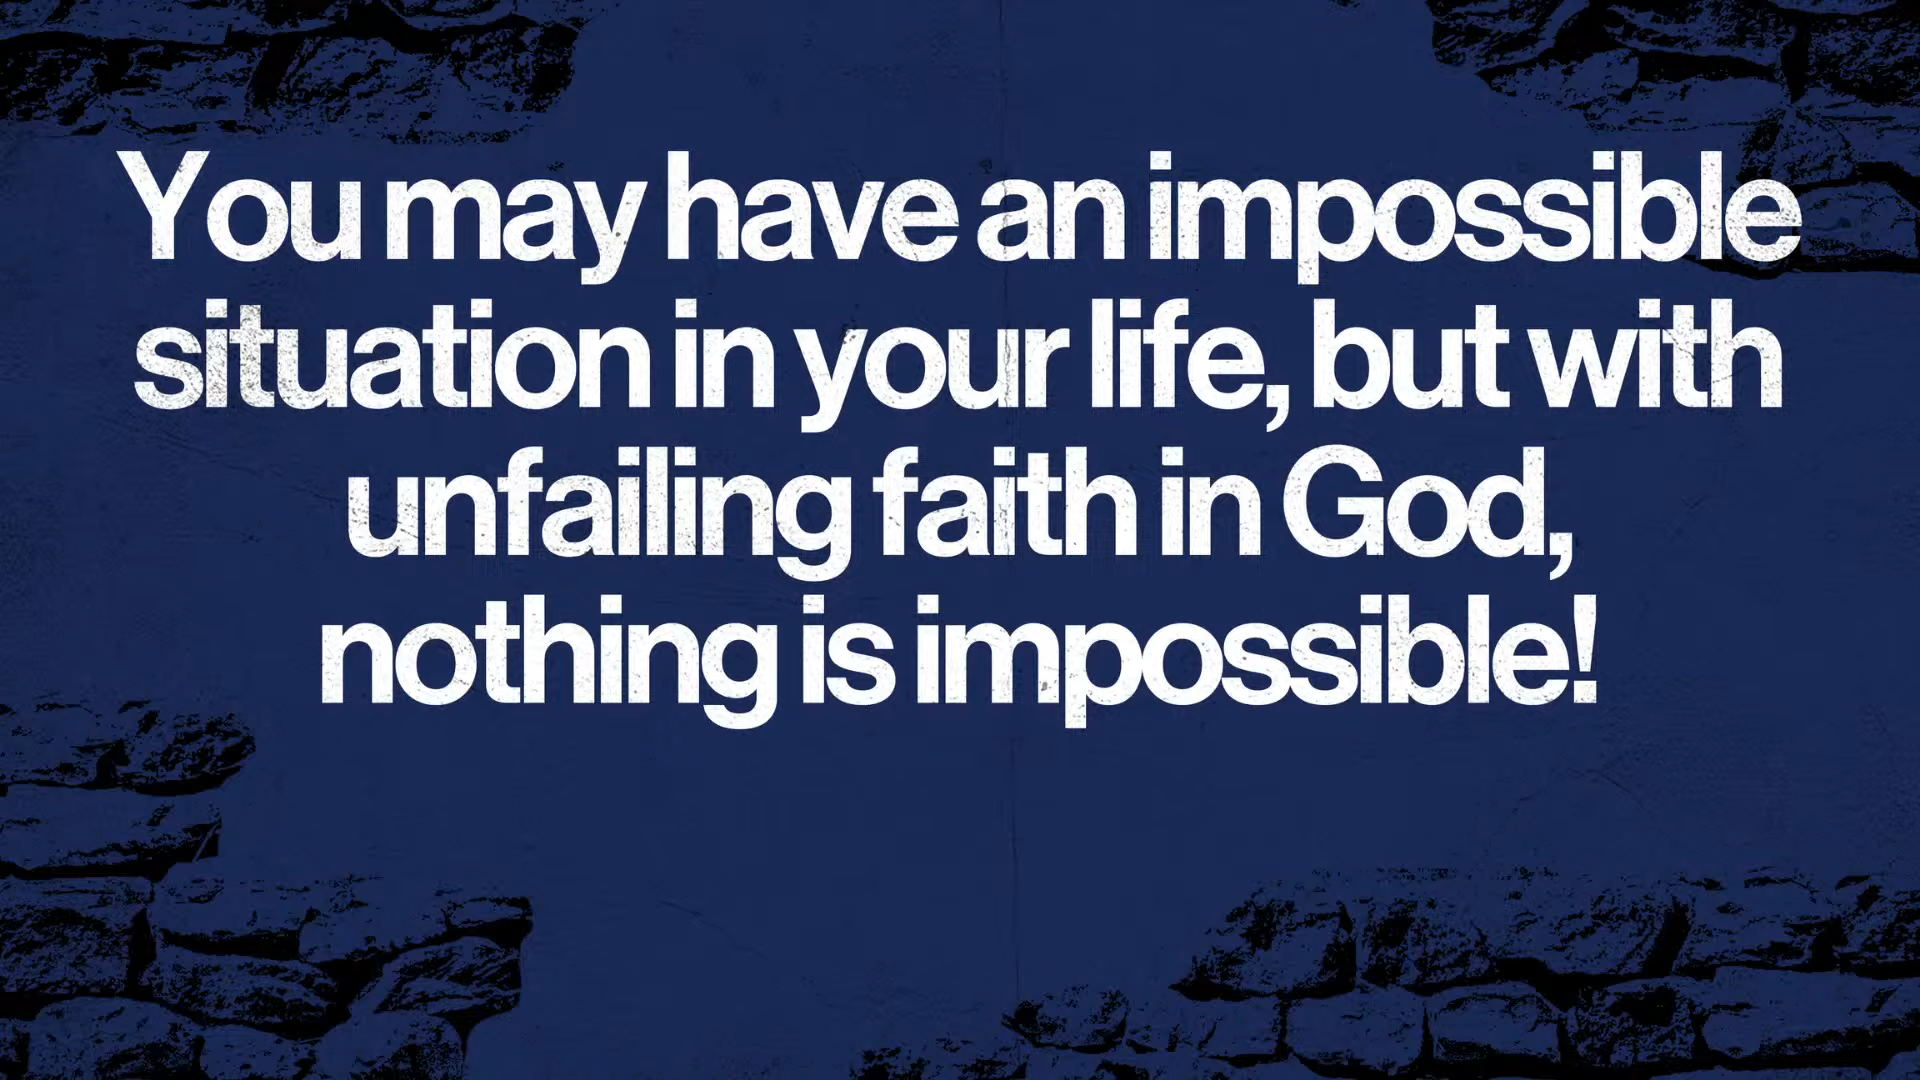 You may have an impossible
situation in your life, but with
unfailing faith in God,
nothing is impossible!